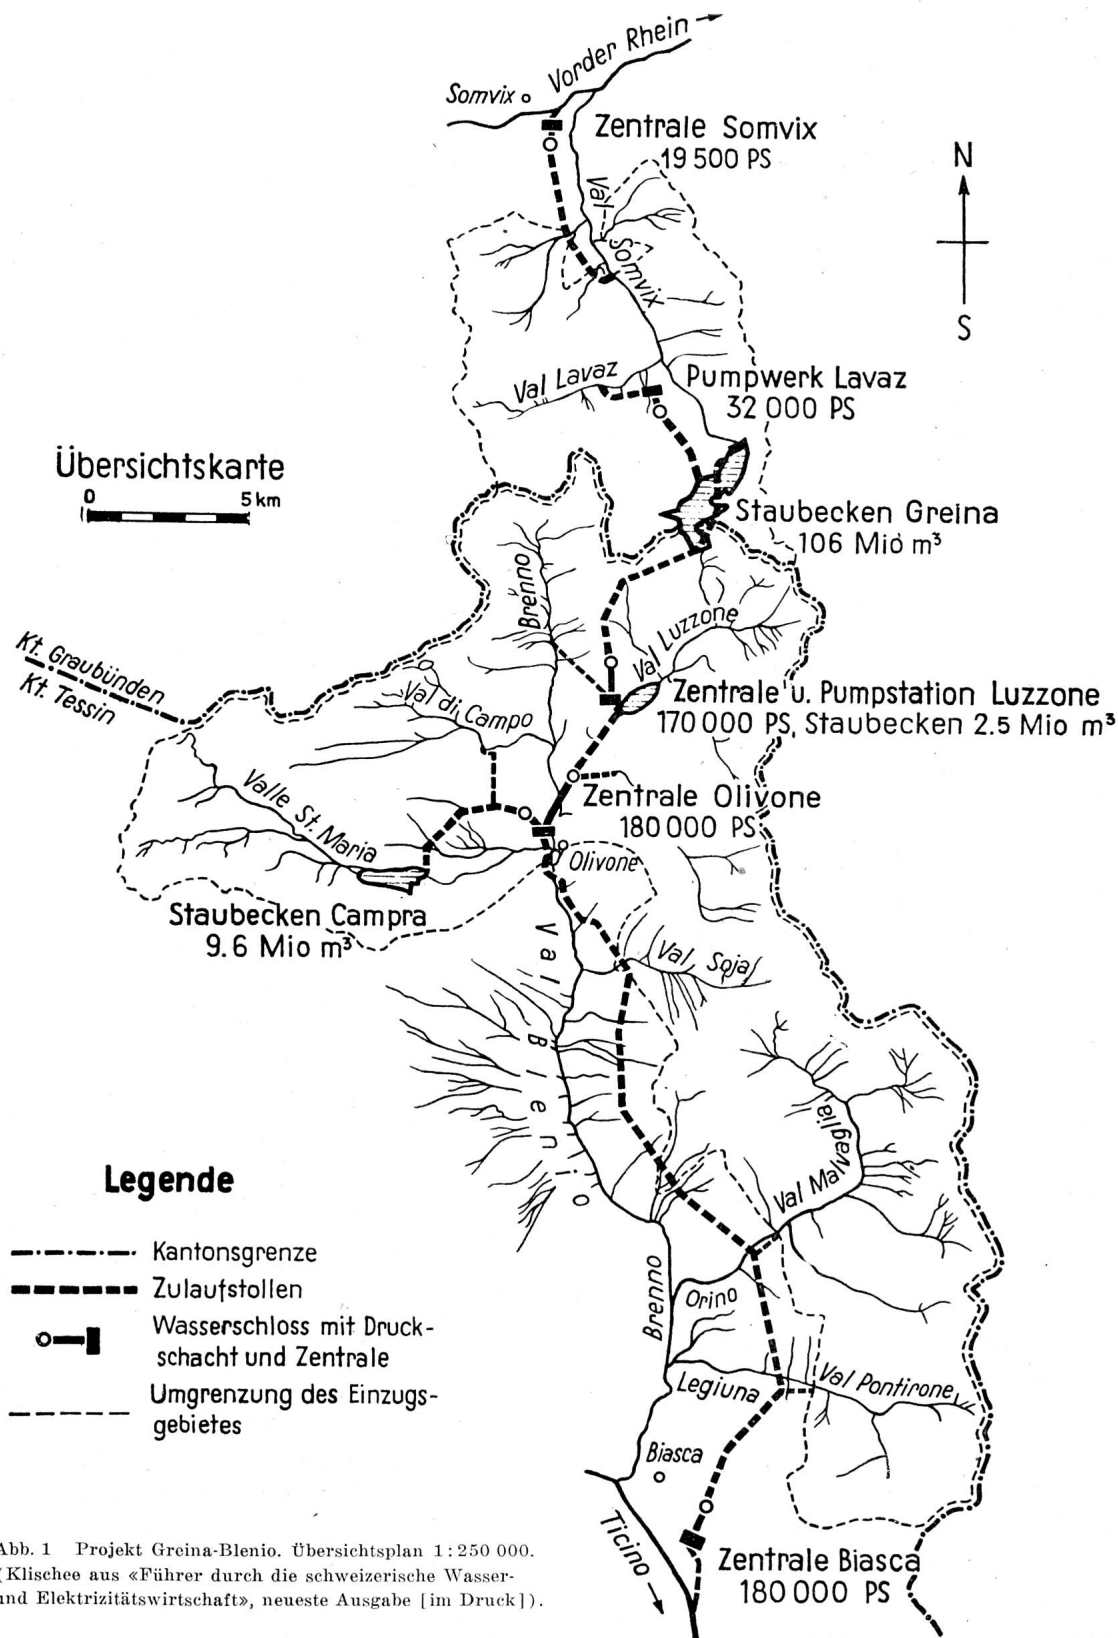 Vorder Rhein
Somvix
Zentrale Somvix
19 500 PS
N
S
Val Somvix
Val Lavaz
Pumpwerk Lavaz
32 000 PS
Übersichtskarte
0 5 km
Staubecken Greina
106 Mio m³
Brenno
Val Luzzone
Kt. Graubünden
Kt. Tessin
Val di Campo
Zentrale u. Pumpstation Luzzone
170 000 PS, Staubecken 2.5 Mio m³
Valle St. Maria
Zentrale Olivone
180 000 PS
Olivone
Staubecken Campra
9.6 Mio m³
Val Blenio
Val Soja
Val Malvaglia
Legende
Kantonsgrenze
Zulaufstollen
Wasserschloss mit Druck-
schacht und Zentrale
Umgrenzung des Einzugs-
gebietes
Brenno
Orino
Legiuna
Val Pontirone
Biasca
Ticino
Zentrale Biasca
180 000 PS
Abb. 1 Projekt Greina-Blenio. Übersichtsplan 1 : 250 000.
(Klischee aus «Führer durch die schweizerische Wasser-
und Elektrizitätswirtschaft», neueste Ausgabe [im Druck]).